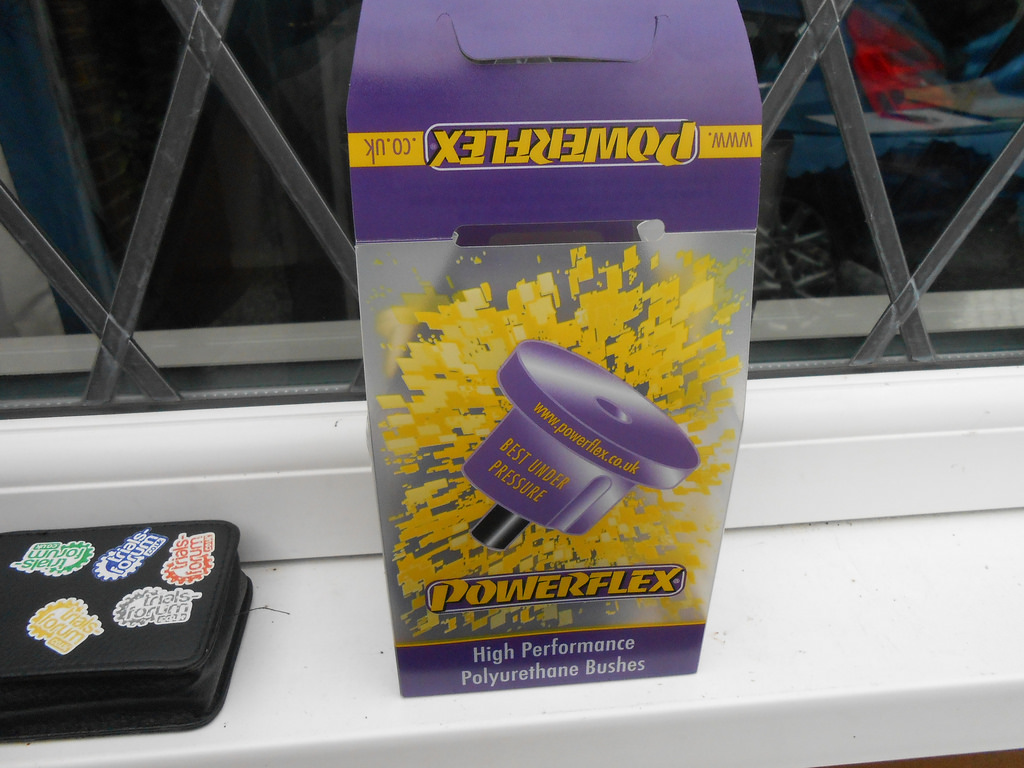 www.POWERFLEX.co.uk
www.powerflex.co.uk
BEST UNDER
PRESSURE
POWERFLEX
High Performance
Polyurethane Bushes
trials-
forum
trials-
forum
trials-
forum
trials-
forum
trials-
forum